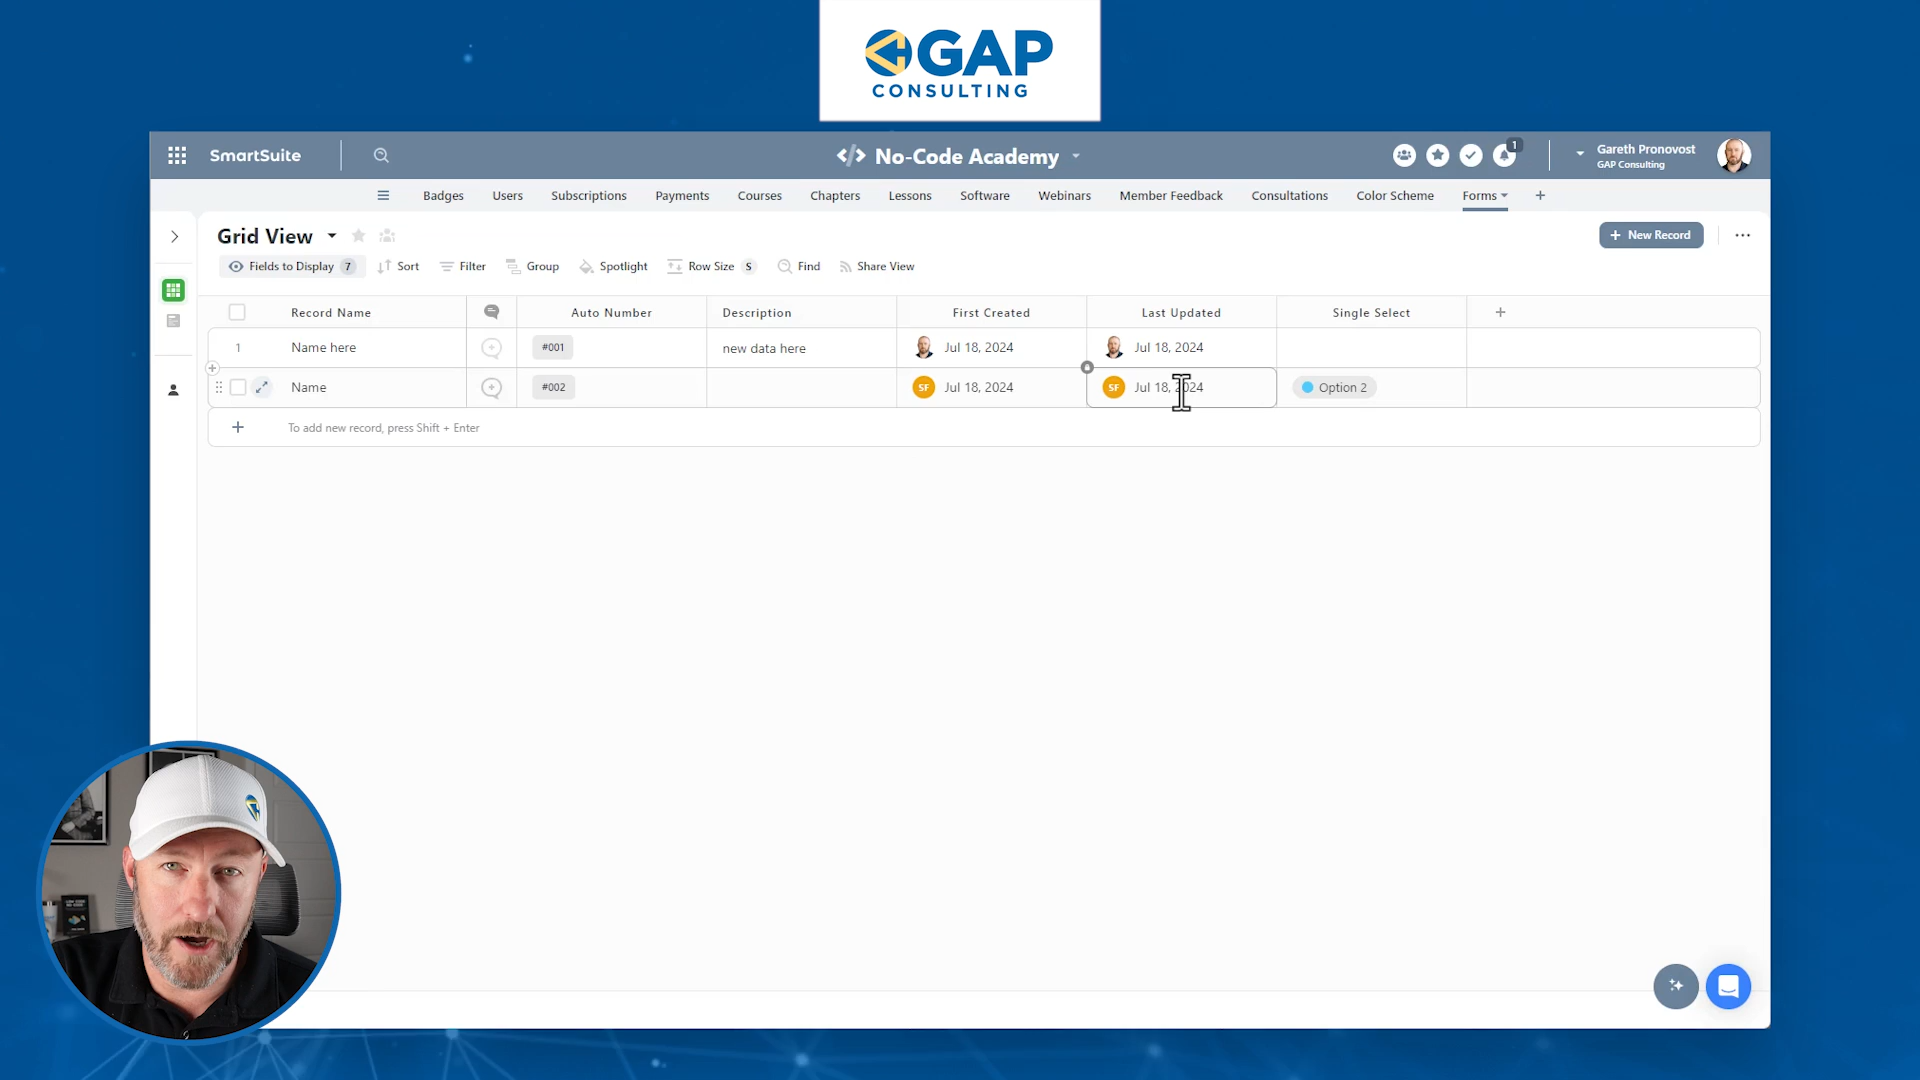 GAP
CONSULTING
SmartSuite
No-Code Academy
1
Gareth Pronovost
GAP Consulting
Badges Users Subscriptions Payments Courses Chapters Lessons Software Webinars Member Feedback Consultations Color Scheme Forms
Grid View
New Record
Fields to Display 7 Sort Filter Group Spotlight Row Size S Find Share View
Record Name Auto Number Description First Created Last Updated Single Select
1 Name here #001 new data here Jul 18, 2024 Jul 18, 2024
Name #002 SF Jul 18, 2024 SF Jul 18, 2024 Option 2
To add new record, press Shift + Enter